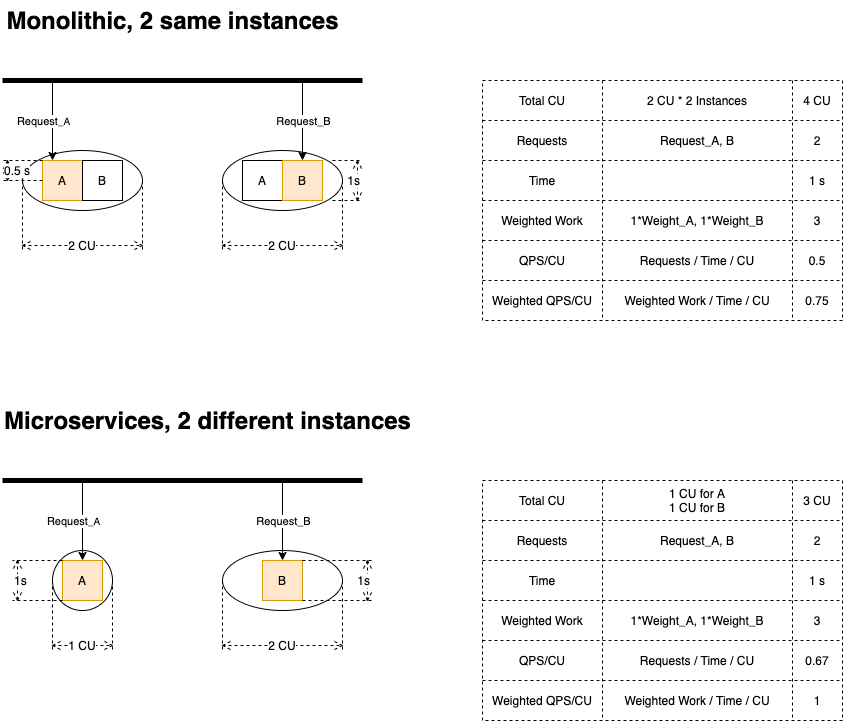 Monolithic, 2 same instances
Request_A
Request_B
0.5 s
A
B
A
B
1s
2 CU
2 CU
Total CU
2 CU * 2 Instances
4 CU
Requests
Request_A, B
2
Time
1 s
Weighted Work
1*Weight_A, 1*Weight_B
3
QPS/CU
Requests / Time / CU
0.5
Weighted QPS/CU
Weighted Work / Time / CU
0.75
Microservices, 2 different instances
Request_A
Request_B
1s
A
B
1s
1 CU
2 CU
Total CU
1 CU for A
1 CU for B
3 CU
Requests
Request_A, B
2
Time
1 s
Weighted Work
1*Weight_A, 1*Weight_B
3
QPS/CU
Requests / Time / CU
0.67
Weighted QPS/CU
Weighted Work / Time / CU
1